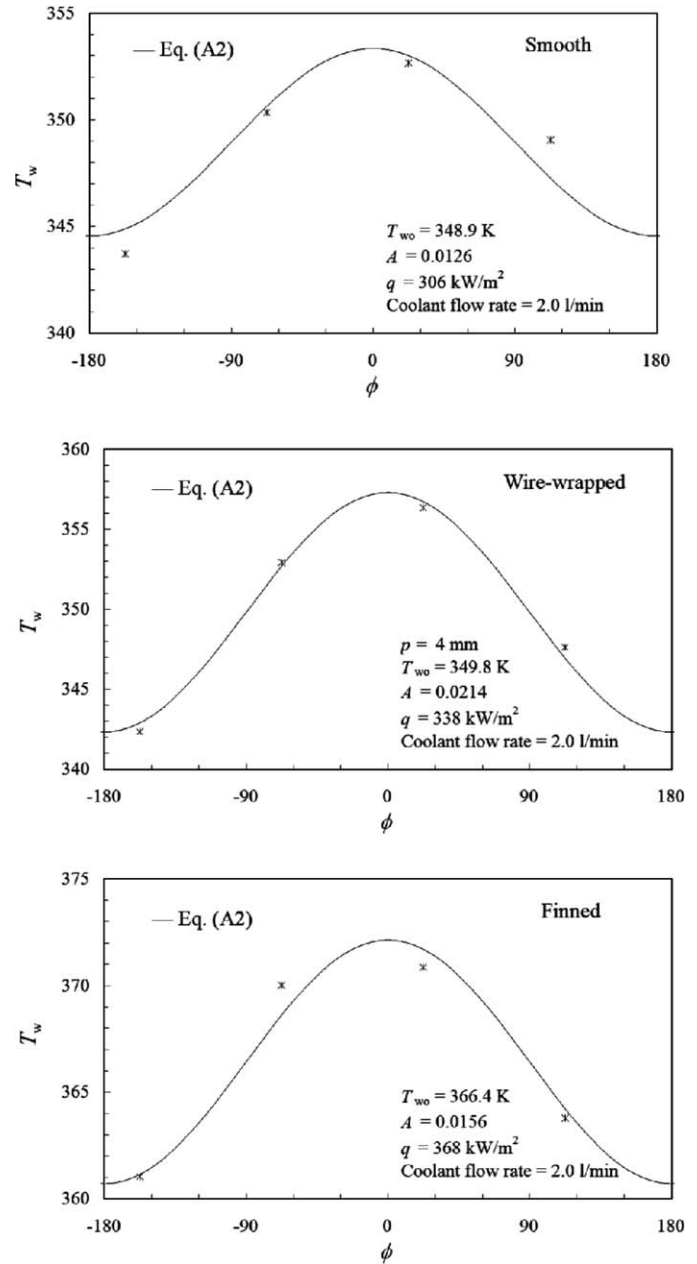 355
— Eq. (A2)
Smooth
350
T_w
345
T_wo = 348.9 K
A = 0.0126
q = 306 kW/m²
Coolant flow rate = 2.0 l/min
340
-180 -90 0 90 180
ϕ
360
— Eq. (A2)
Wire-wrapped
355
T_w
350
p = 4 mm
T_wo = 349.8 K
345
A = 0.0214
q = 338 kW/m²
Coolant flow rate = 2.0 l/min
340
-180 -90 0 90 180
ϕ
375
— Eq. (A2)
Finned
370
T_w
365
T_wo = 366.4 K
A = 0.0156
q = 368 kW/m²
Coolant flow rate = 2.0 l/min
360
-180 -90 0 90 180
ϕ